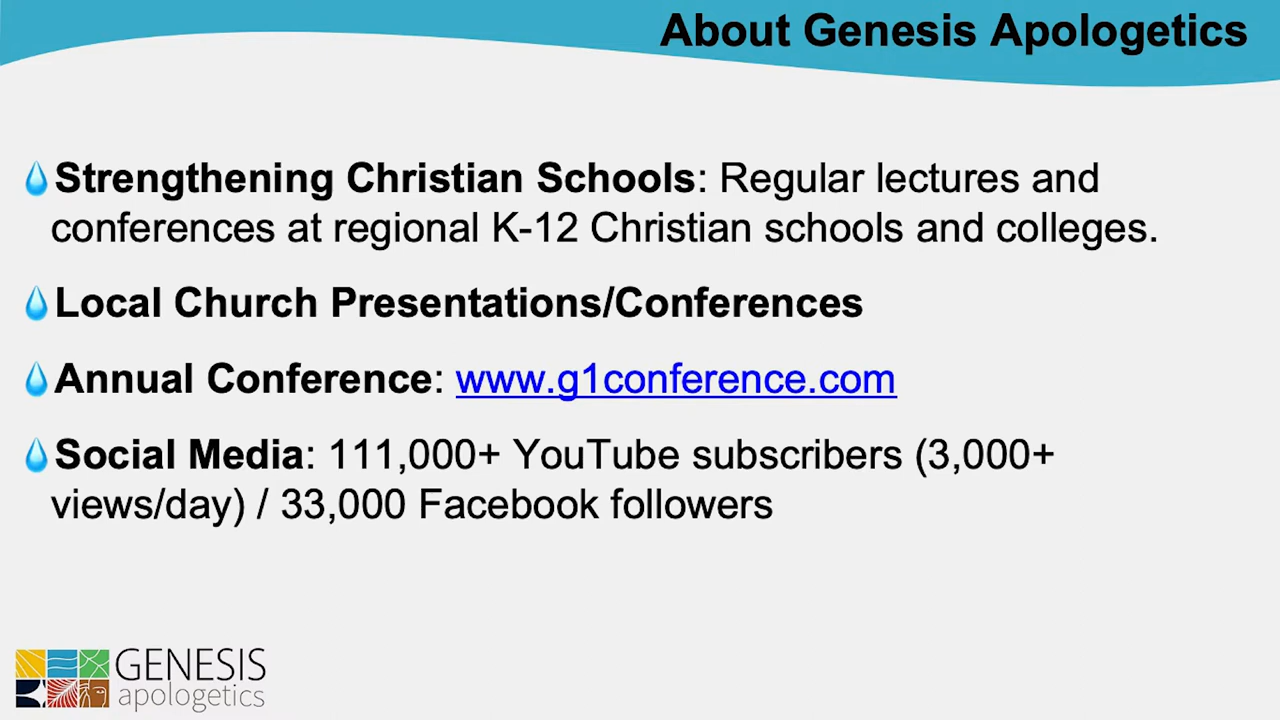 About Genesis Apologetics
Strengthening Christian Schools: Regular lectures and
conferences at regional K-12 Christian schools and colleges.
Local Church Presentations/Conferences
Annual Conference: www.g1conference.com
Social Media: 111,000+ YouTube subscribers (3,000+
views/day) / 33,000 Facebook followers
GENESIS
apologetics